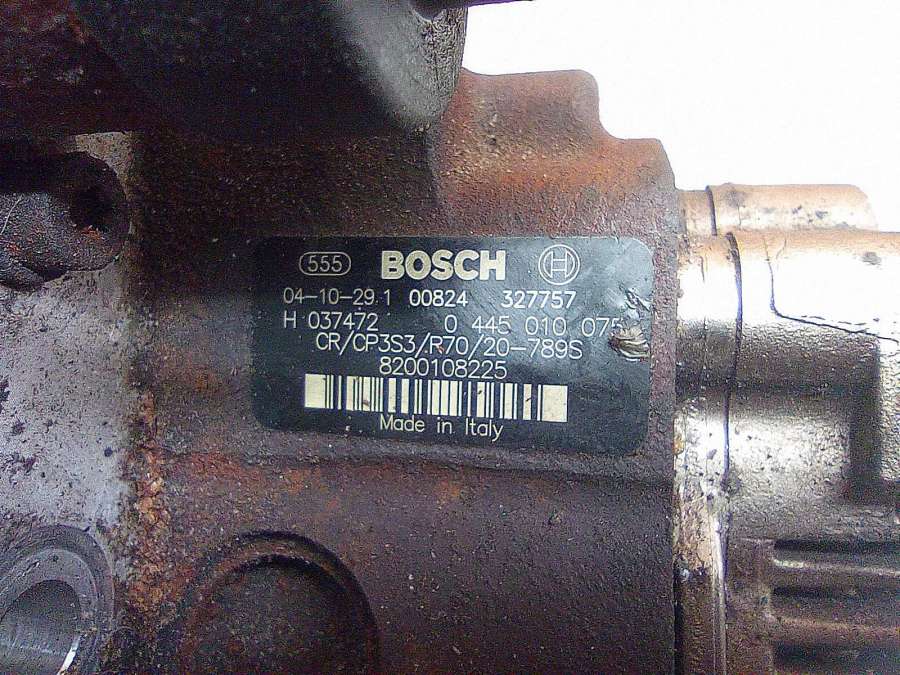 555 BOSCH H
04-10-29.1 00824 327757
H 037472 0 445 010 075
CR/CP3S3/R70/20-789S
8200108225
Made in Italy